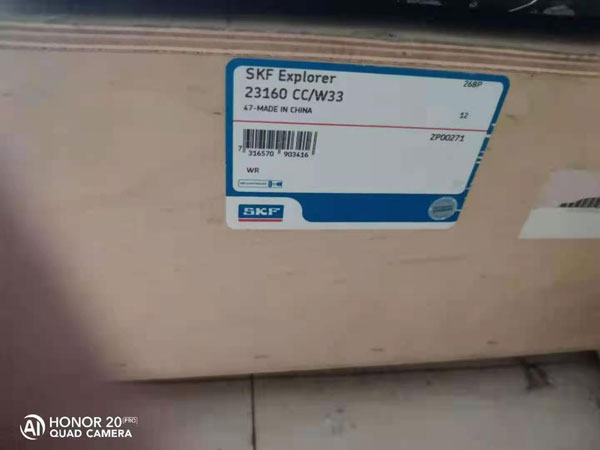 SKF Explorer
268P
23160 CC/W33
47-MADE IN CHINA
12
2P00271
7 316570 903416
WR
SKF
HONOR 20 PRO
QUAD CAMERA